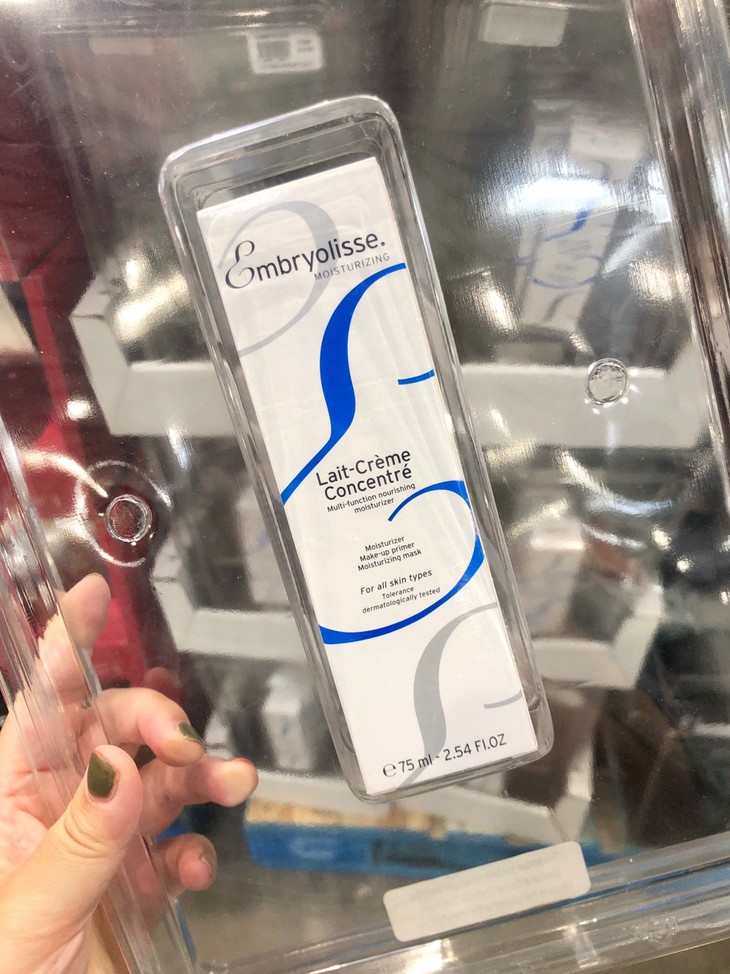 Embryolisse.
MOISTURIZING
Lait-Crème
Concentré
Multi-function nourishing
moisturizer
Moisturizer
Make-up primer
Moisturizing mask
For all skin types
Tolerance
dermatologically tested
℮ 75 ml - 2.54 Fl.OZ